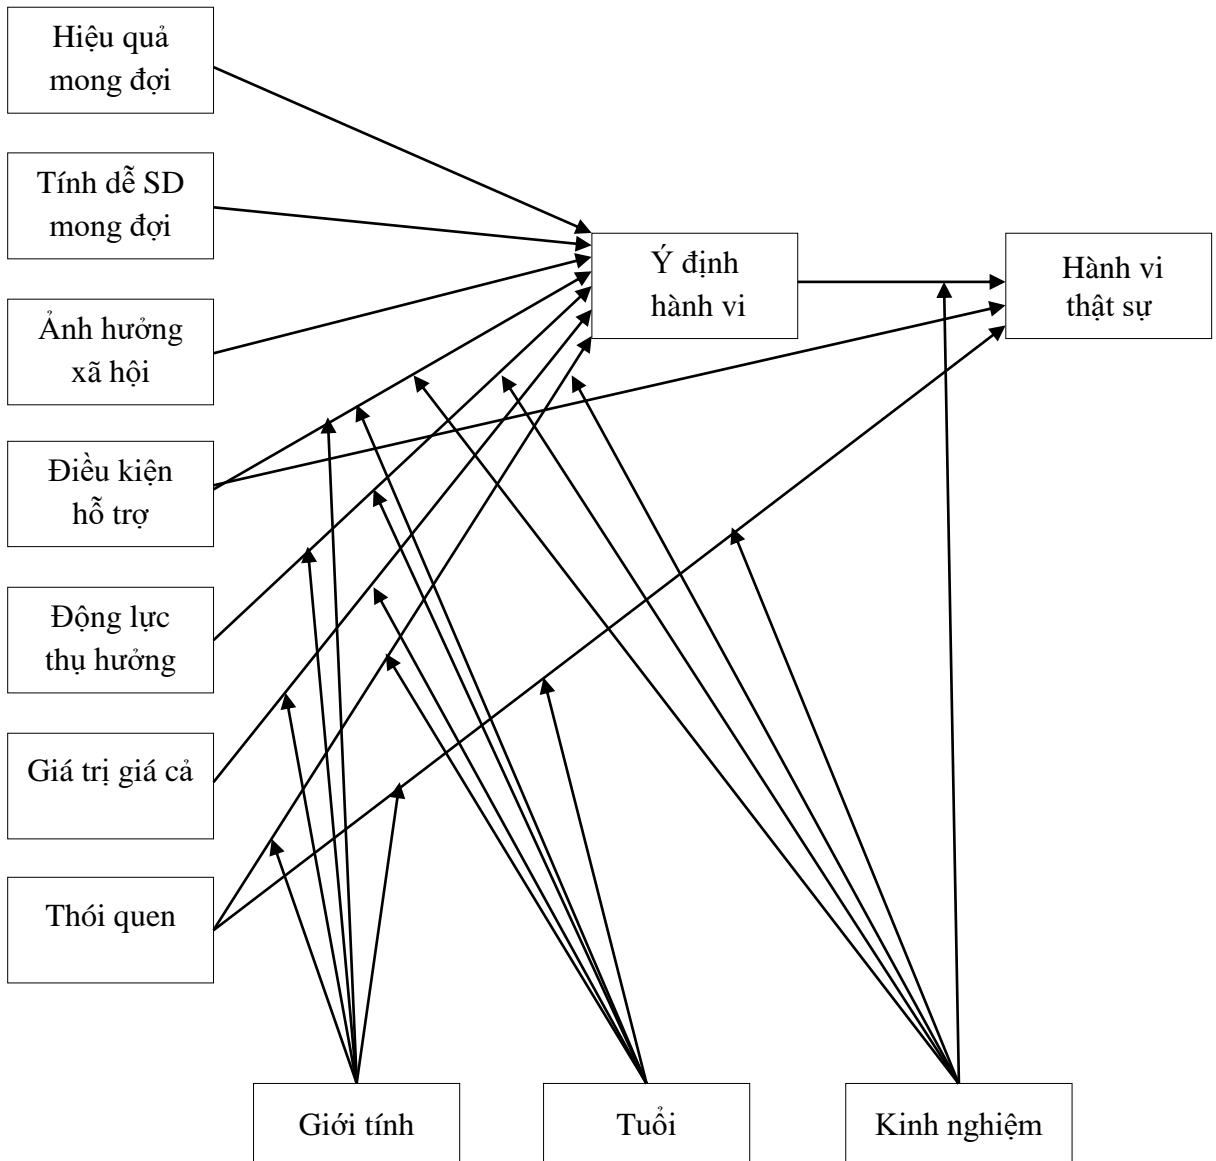 Hiệu quả
mong đợi
Tính dễ SD
mong đợi
Ảnh hưởng
xã hội
Điều kiện
hỗ trợ
Động lực
thụ hưởng
Giá trị giá cả
Thói quen
Ý định
hành vi
Hành vi
thật sự
Giới tính
Tuổi
Kinh nghiệm